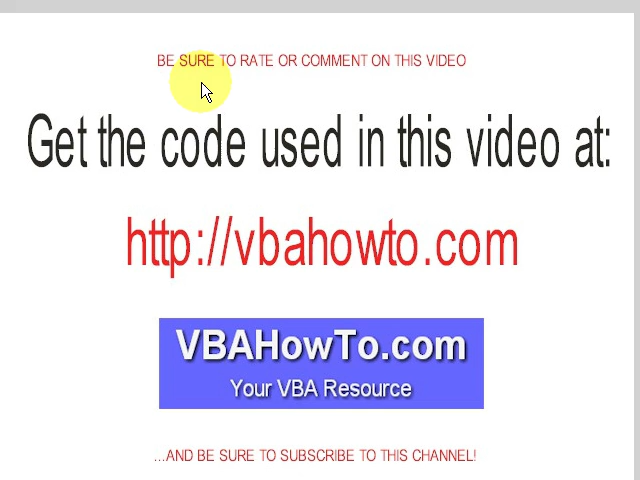 BE SURE TO RATE OR COMMENT ON THIS VIDEO
Get the code used in this video at:
http://vbahowto.com
VBAHowTo.com
Your VBA Resource
...AND BE SURE TO SUBSCRIBE TO THIS CHANNEL!